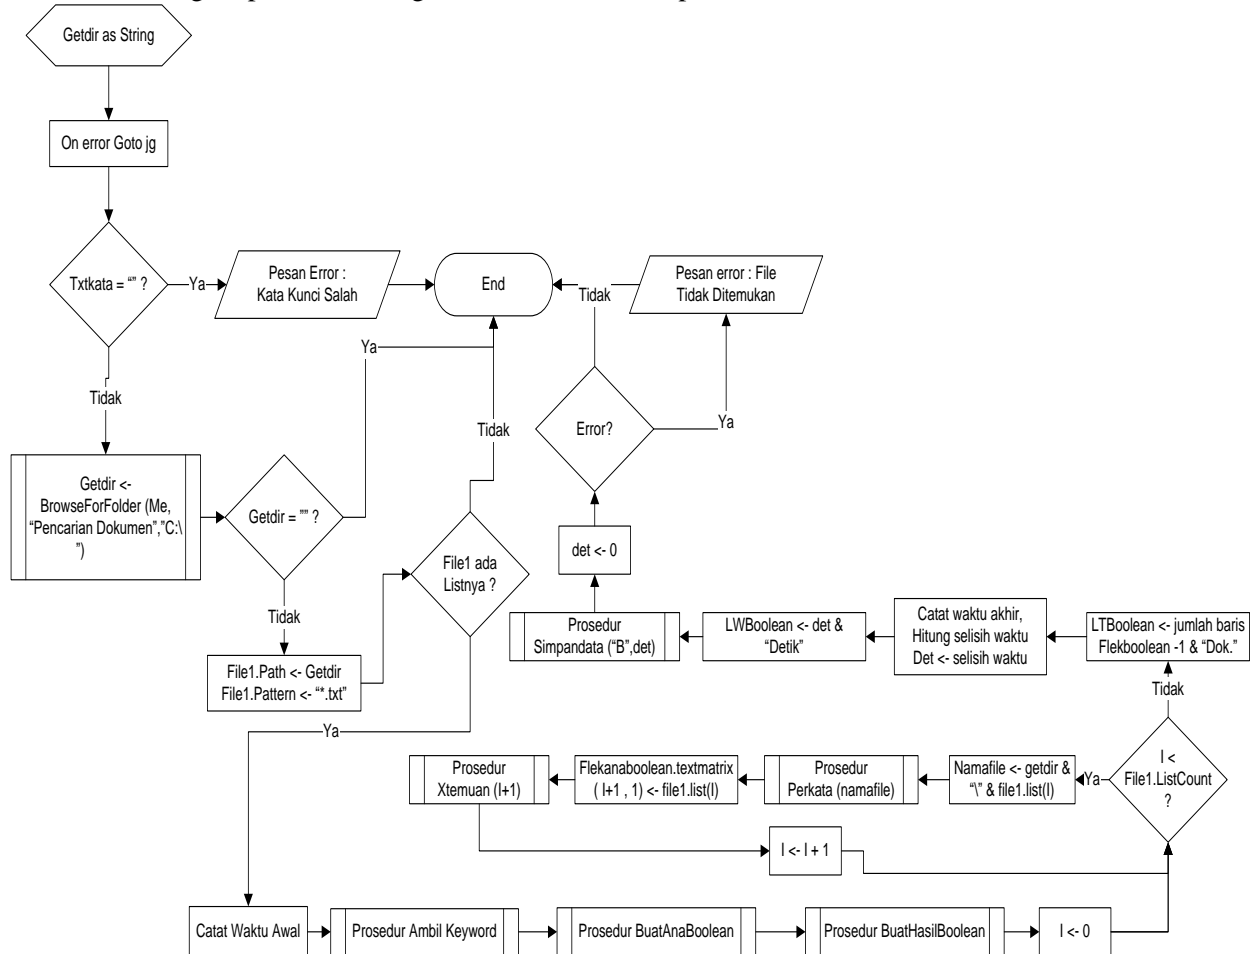 Getdir as String
On error Goto jg
Txtkata = “” ?
Ya
Pesan Error :
Kata Kunci Salah
End
Pesan error : File
Tidak Ditemukan
Tidak
Ya
Tidak
Error?
Ya
Tidak
Getdir <-
BrowseForFolder (Me,
“Pencarian Dokumen”,”C:\
”)
Getdir = ”” ?
File1 ada
Listnya ?
Tidak
det <- 0
File1.Path <- Getdir
File1.Pattern <- “*.txt”
Prosedur
Simpandata (“B”,det)
LWBoolean <- det &
“Detik”
Catat waktu akhir,
Hitung selisih waktu
Det <- selisih waktu
LTBoolean <- jumlah baris
Flekboolean -1 & “Dok.”
Tidak
Ya
Prosedur
Xtemuan (I+1)
Flekanaboolean.textmatrix
( I+1 , 1) <- file1.list(I)
Prosedur
Perkata (namafile)
Namafile <- getdir &
“\” & file1.list(I)
Ya
I <
File1.ListCount
?
I <- I + 1
Catat Waktu Awal
Prosedur Ambil Keyword
Prosedur BuatAnaBoolean
Prosedur BuatHasilBoolean
I <- 0